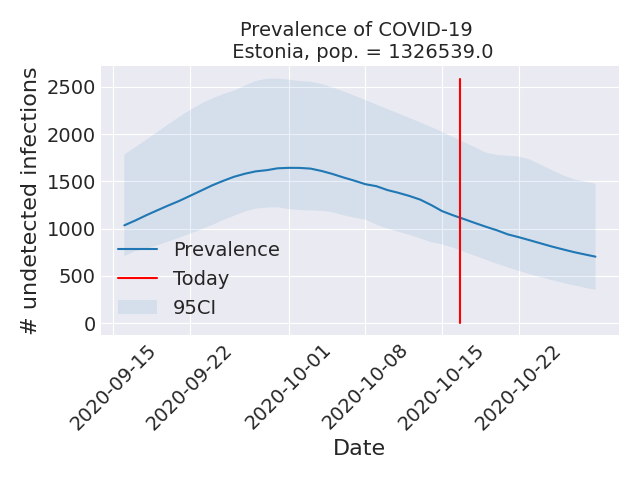 Prevalence of COVID-19
Estonia, pop. = 1326539.0
# undetected infections
2500
2000
1500
1000
500
0
Prevalence
Today
95CI
2020-09-15
2020-09-22
2020-10-01
2020-10-08
2020-10-15
2020-10-22
Date